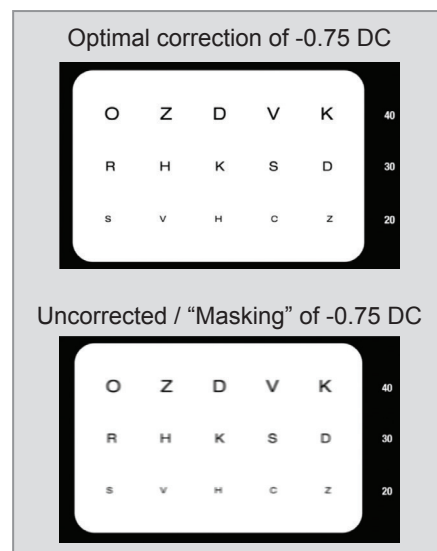 Optimal correction of -0.75 DC
O Z D V K 40
R H K S D 30
S V H C Z 20
Uncorrected / “Masking” of -0.75 DC
O Z D V K 40
R H K S D 30
S V H C Z 20